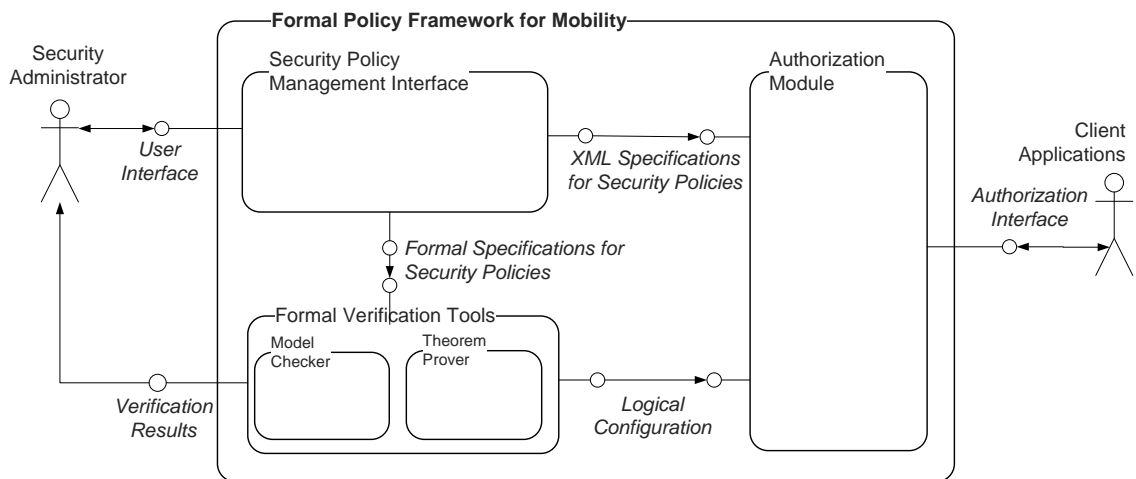 Formal Policy Framework for Mobility
Security
Administrator
Security Policy
Management Interface
Authorization
Module
User
Interface
XML Specifications
for Security Policies
Client
Applications
Authorization
Interface
Formal Specifications for
Security Policies
Formal Verification Tools
Model
Checker
Theorem
Prover
Verification
Results
Logical
Configuration